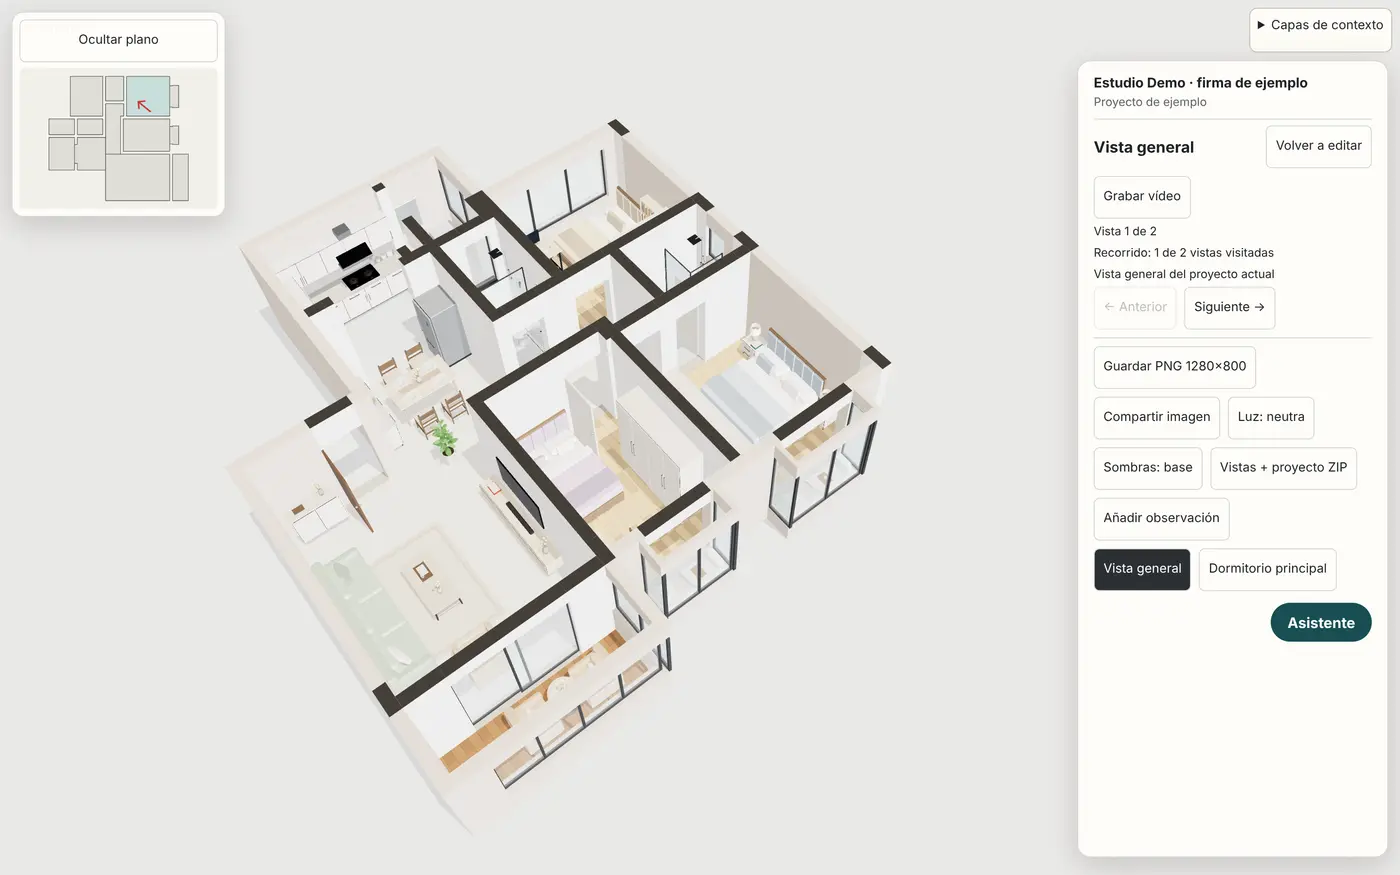 Ocultar plano
▶ Capas de contexto
Estudio Demo · firma de ejemplo
Proyecto de ejemplo
Vista general
Volver a editar
Grabar vídeo
Vista 1 de 2
Recorrido: 1 de 2 vistas visitadas
Vista general del proyecto actual
← Anterior
Siguiente →
Guardar PNG 1280×800
Compartir imagen
Luz: neutra
Sombras: base
Vistas + proyecto ZIP
Añadir observación
Vista general
Dormitorio principal
Asistente